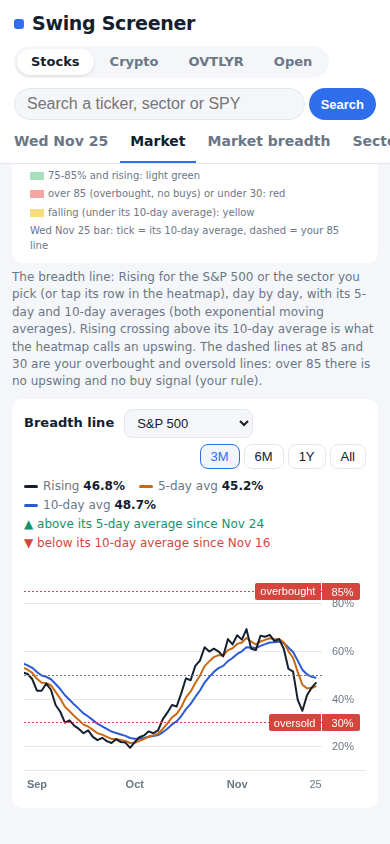 Swing Screener
Stocks Crypto OVTLYR Open
Search a ticker, sector or SPY Search
Wed Nov 25 Market Market breadth Secto
75-85% and rising: light green
over 85 (overbought, no buys) or under 30: red
falling (under its 10-day average): yellow
Wed Nov 25 bar: tick = its 10-day average, dashed = your 85
line
The breadth line: Rising for the S&P 500 or the sector you
pick (or tap its row in the heatmap), day by day, with its 5-
day and 10-day averages (both exponential moving
averages). Rising crossing above its 10-day average is what
the heatmap calls an upswing. The dashed lines at 85 and
30 are your overbought and oversold lines: over 85 there is
no upswing and no buy signal (your rule).
Breadth line S&P 500
3M 6M 1Y All
Rising 46.8% 5-day avg 45.2%
10-day avg 48.7%
▲ above its 5-day average since Nov 24
▼ below its 10-day average since Nov 16
overbought 85%
80%
60%
40%
oversold 30%
20%
Sep Oct Nov 25